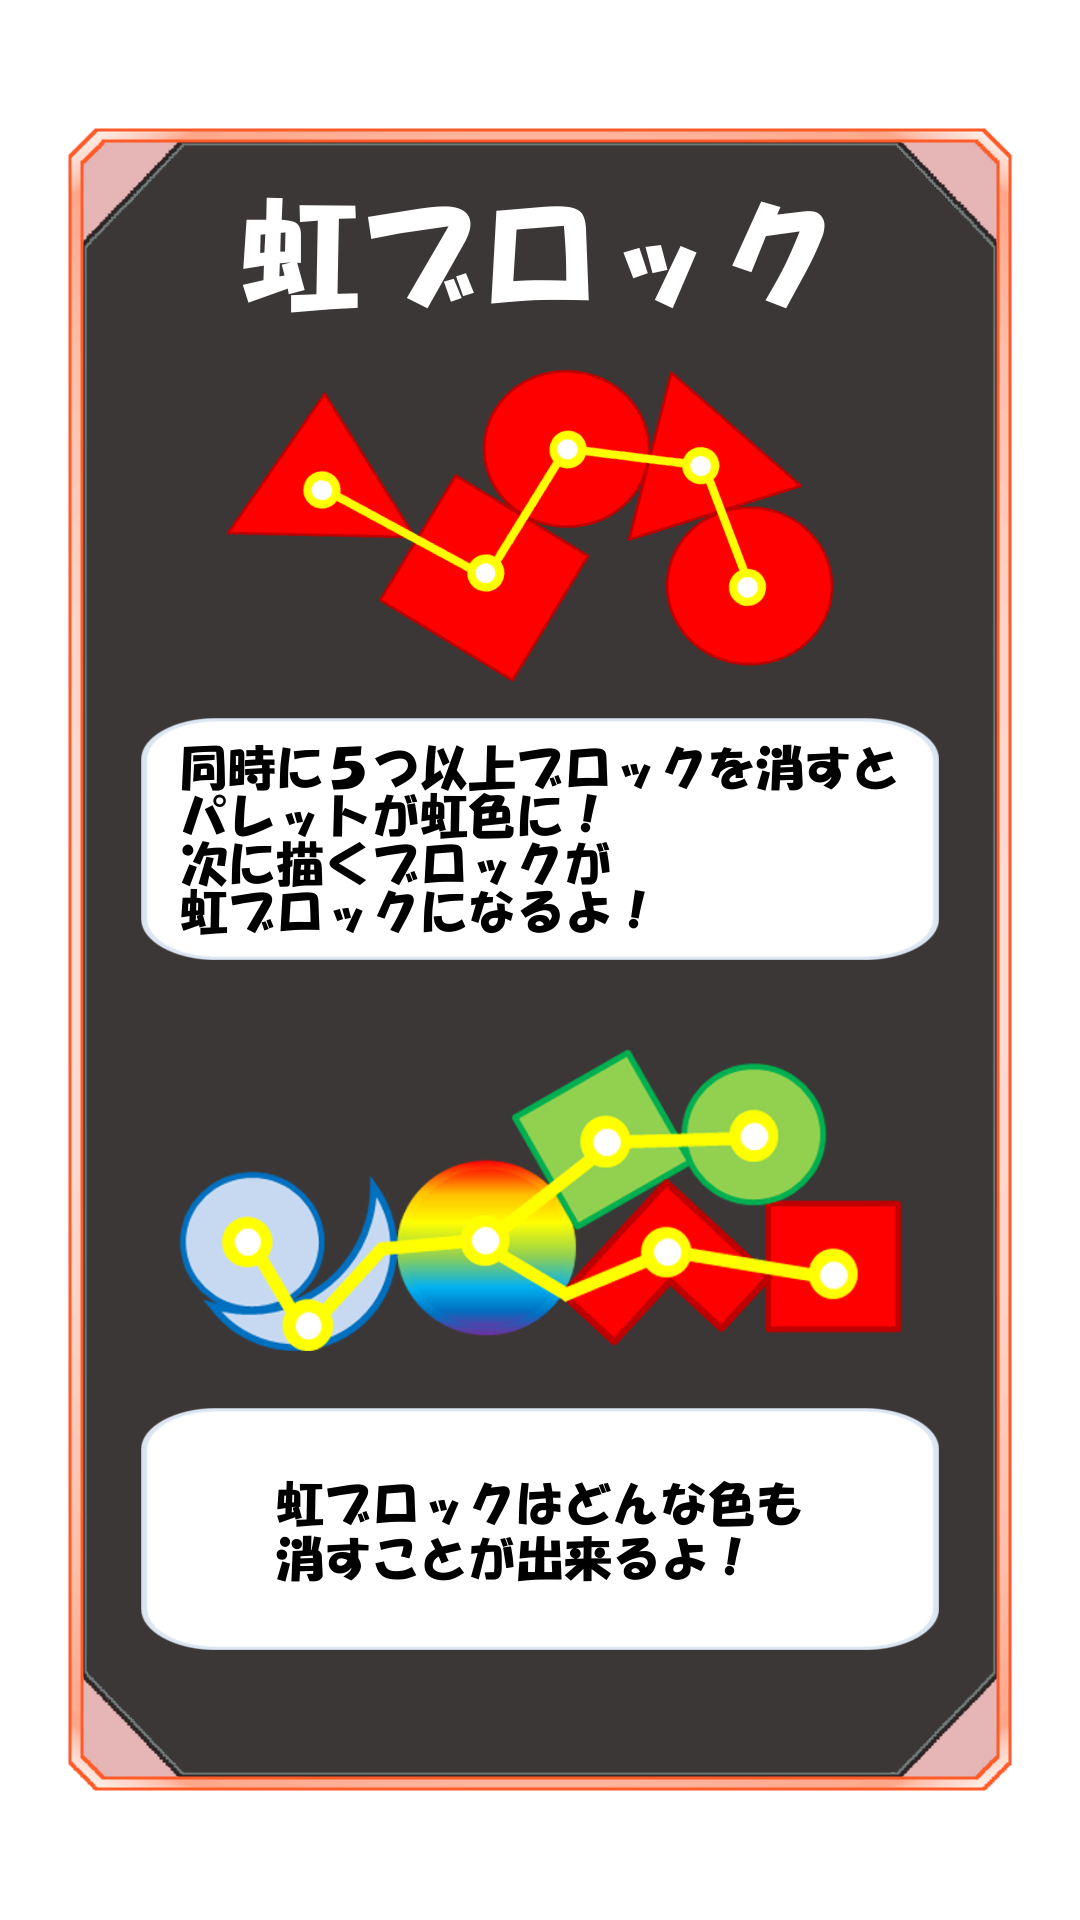 虹ブロック
同時に５つ以上ブロックを消すと
パレットが虹色に！
次に描くブロックが
虹ブロックになるよ！
虹ブロックはどんな色も
消すことが出来るよ！